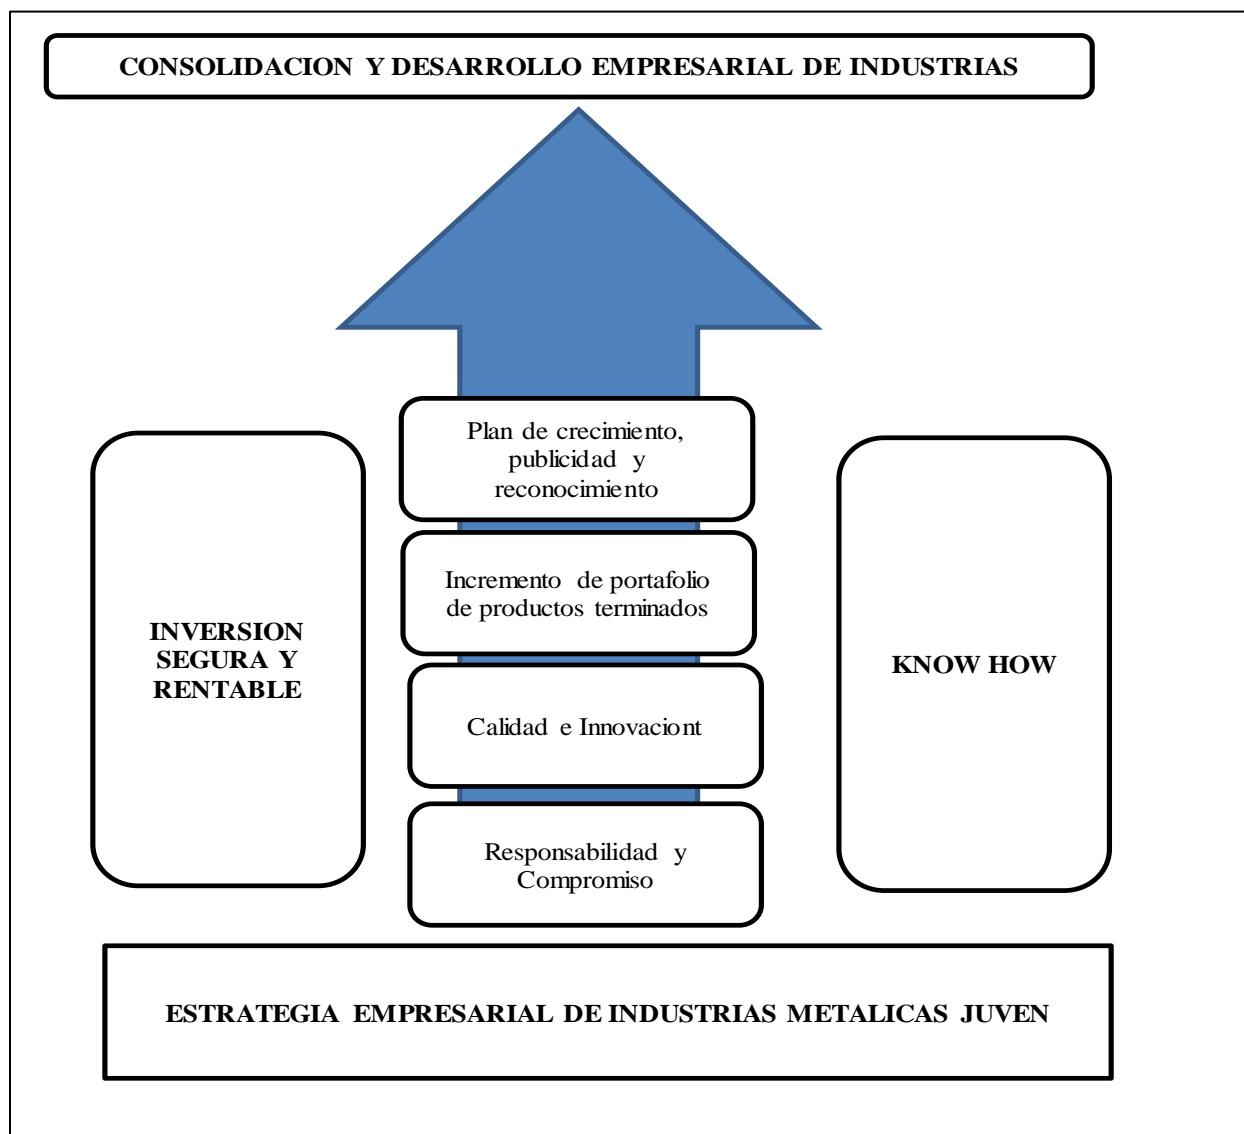 CONSOLIDACION Y DESARROLLO EMPRESARIAL DE INDUSTRIAS
Plan de crecimiento,
publicidad y
reconocimiento
Incremento de portafolio
de productos terminados
INVERSION
SEGURA Y
RENTABLE
KNOW HOW
Calidad e Innovaciont
Responsabilidad y
Compromiso
ESTRATEGIA EMPRESARIAL DE INDUSTRIAS METALICAS JUVEN